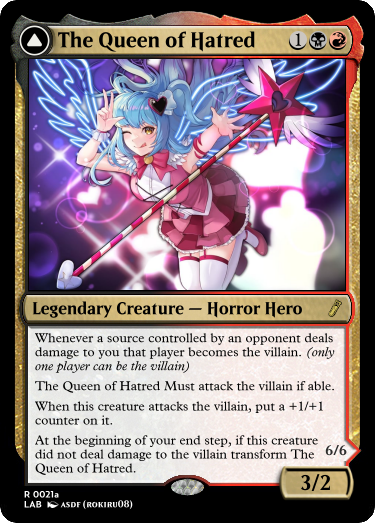 The Queen of Hatred 1
Legendary Creature — Horror Hero
Whenever a source controlled by an opponent deals
damage to you that player becomes the villain. (only
one player can be the villain)
The Queen of Hatred Must attack the villain if able.
When this creature attacks the villain, put a +1/+1
counter on it.
At the beginning of your end step, if this creature
did not deal damage to the villain transform The
Queen of Hatred.
6/6
3/2
R 0021a
LAB ASDF (ROKIRU08)